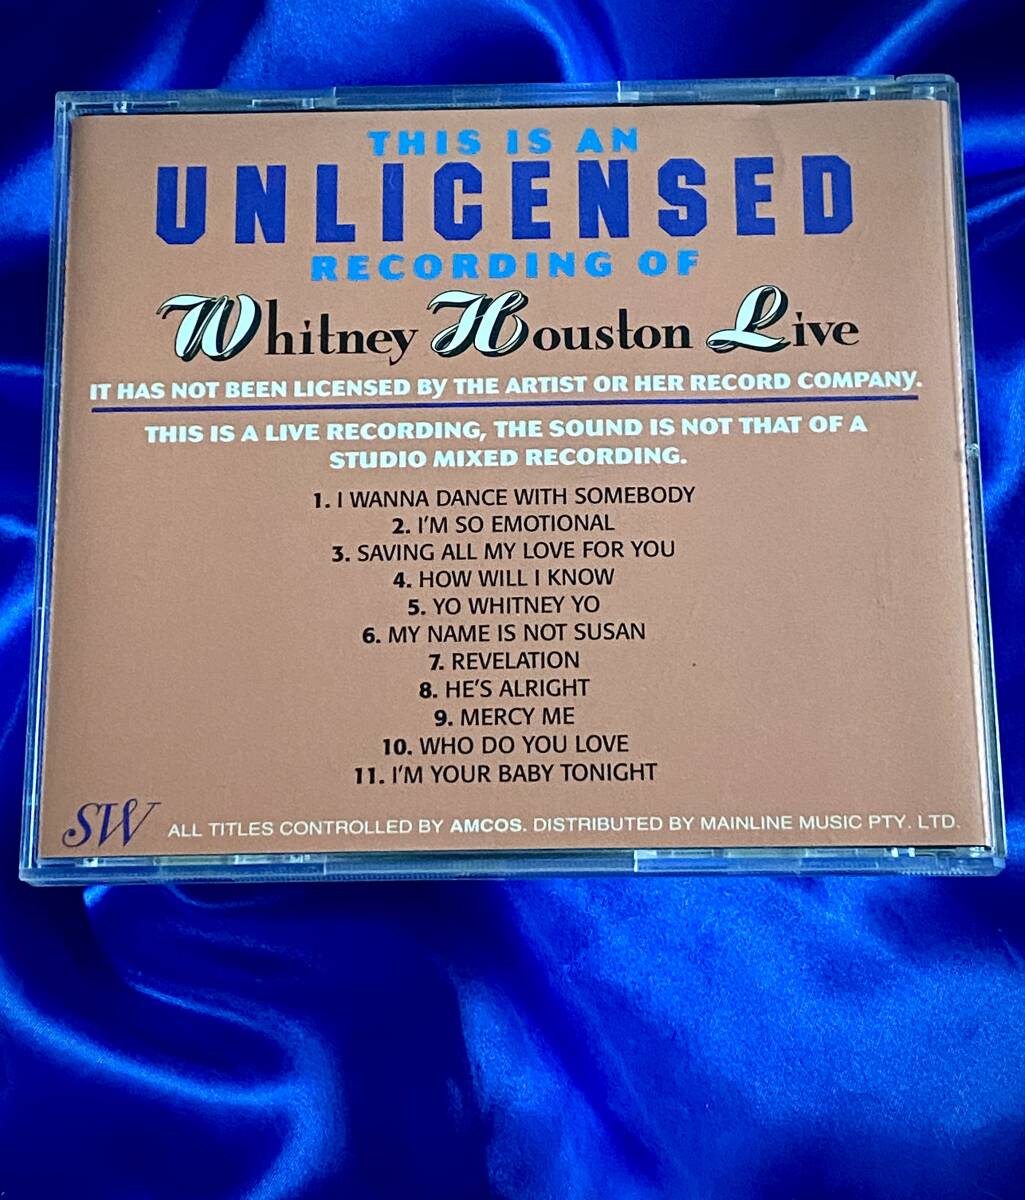 THIS IS AN
UNLICENSED
RECORDING OF
Whitney Houston Live
IT HAS NOT BEEN LICENSED By THE ARTIST OR HER RECORD COMPANy.
THIS IS A LIVE RECORDING, THE SOUND IS NOT THAT OF A
STUDIO MIXED RECORDING.
1. I WANNA DANCE WITH SOMEBODY
2. I'M SO EMOTIONAL
3. SAVING ALL MY LOVE FOR YOU
4. HOW WILL I KNOW
5. YO WHITNEY YO
6. MY NAME IS NOT SUSAN
7. REVELATION
8. HE'S ALRIGHT
9. MERCY ME
10. WHO DO YOU LOVE
11. I'M YOUR BABY TONIGHT
SW ALL TITLES CONTROLLED BY AMCOS. DISTRIBUTED BY MAINLINE MUSIC PTY. LTD.